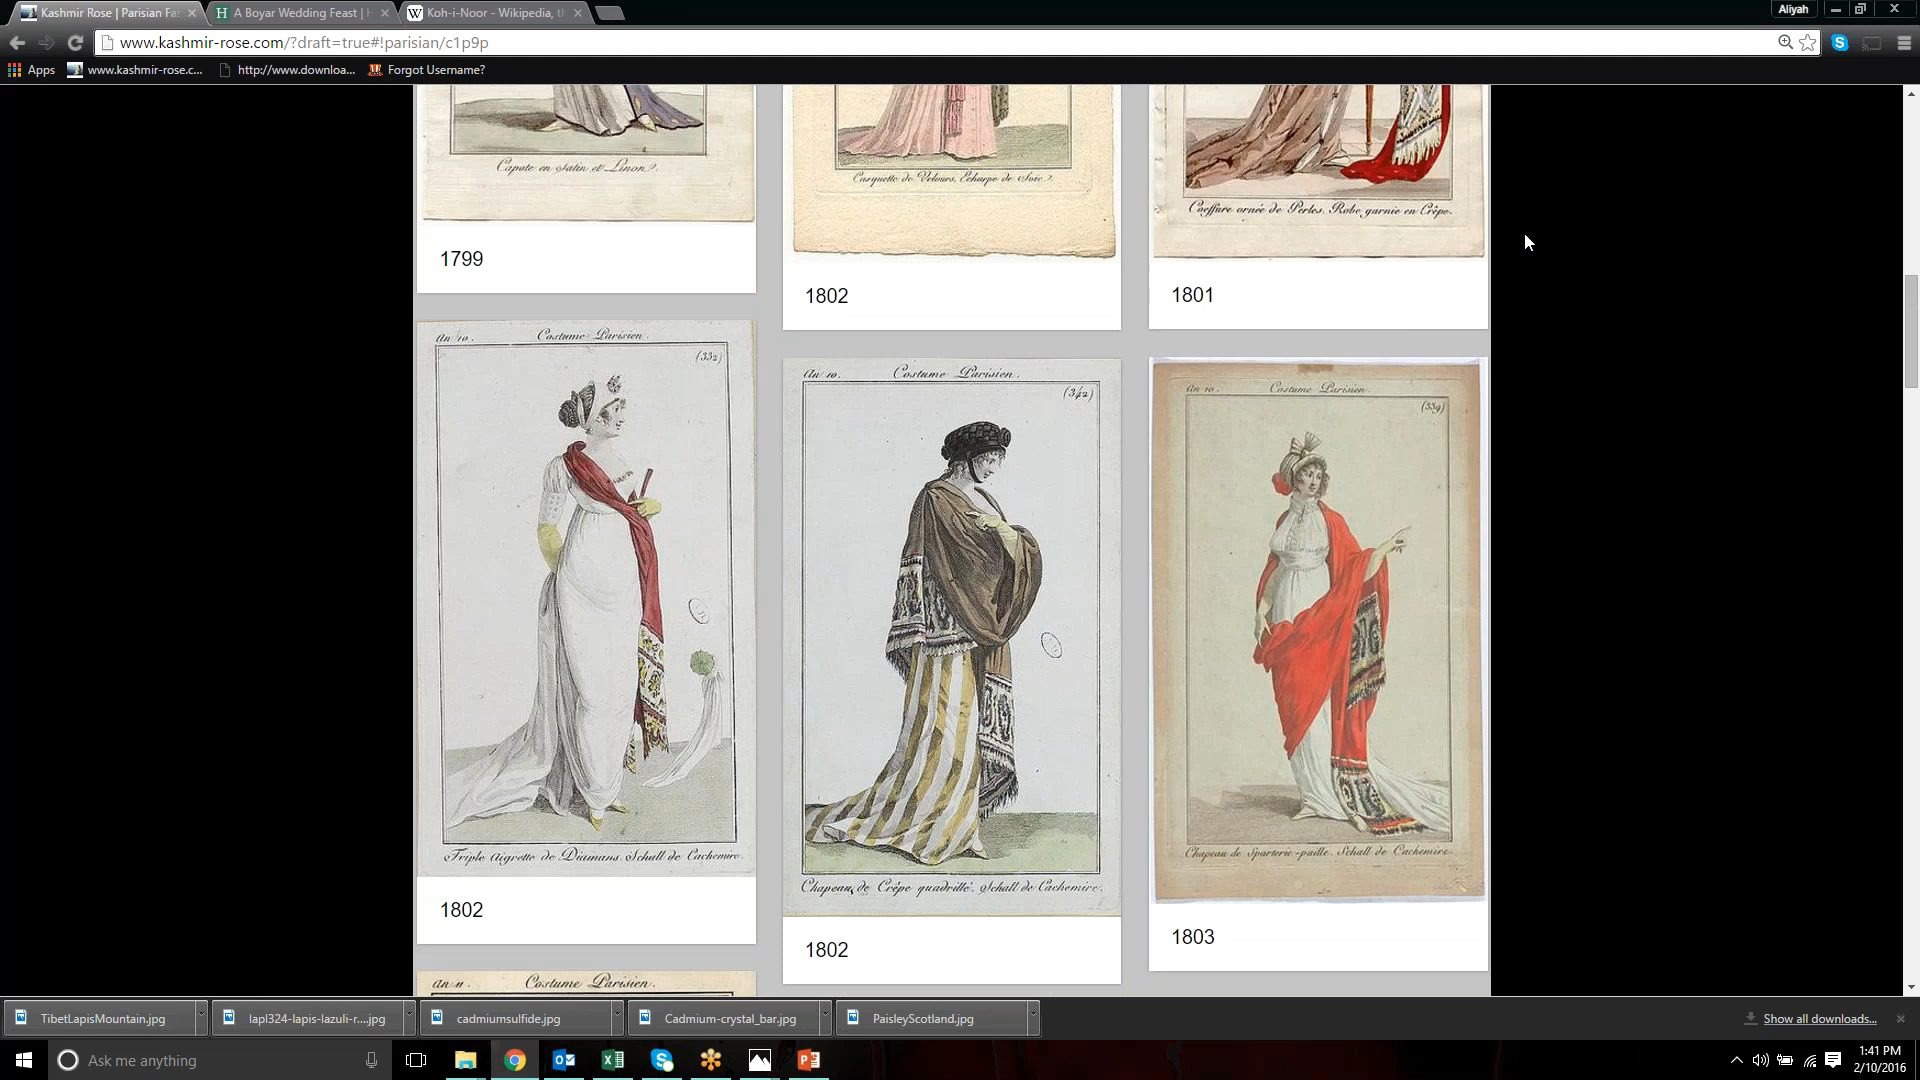 Kashmir Rose | Parisian Fas
A Boyar Wedding Feast | H
Koh-i-Noor - Wikipedia, th
Aliyah
www.kashmir-rose.com/?draft=true#!parisian/c1p9p
Apps
www.kashmir-rose.c...
http://www.downloa...
Forgot Username?
Capote en Satin et Linon.
1799
Casquette de Velours, Echarpe de Soie.
1802
Coeffure ornée de Perles, Robe garnie en Crêpe.
1801
An 10.
Costume Parisien.
(332)
Triple Aigrette de Diamans. Schall de Cachemire.
1802
An 10.
Costume Parisien.
(342)
Chapeau de Crêpe quadrillé. Schall de Cachemire.
1802
An 10.
Costume Parisien.
(339)
Chapeau de Sparterie-paille. Schall de Cachemire.
1803
An 11.
Costume Parisien.
TibetLapisMountain.jpg
lapl324-lapis-lazuli-r....jpg
cadmiumsulfide.jpg
Cadmium-crystal_bar.jpg
PaisleyScotland.jpg
Show all downloads...
Ask me anything
1:41 PM
2/10/2016